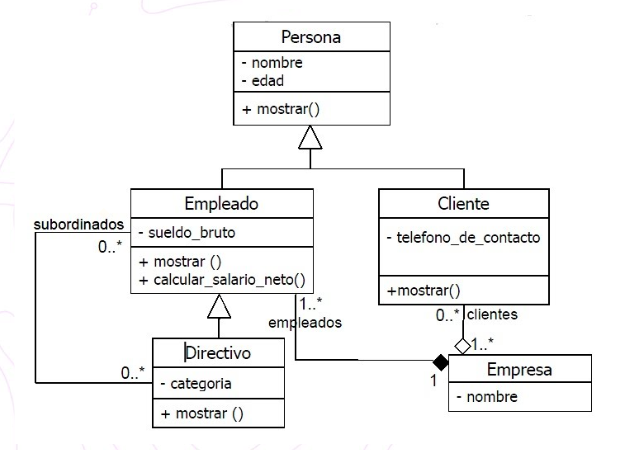 Persona
- nombre
- edad
+ mostrar()
Empleado
- sueldo_bruto
+ mostrar ()
+ calcular_salario_neto()
Cliente
- telefono_de_contacto
+mostrar()
subordinados
0..*
1..*
empleados
0..* clientes
1..*
Directivo
- categoria
+ mostrar ()
0..*
1
Empresa
- nombre